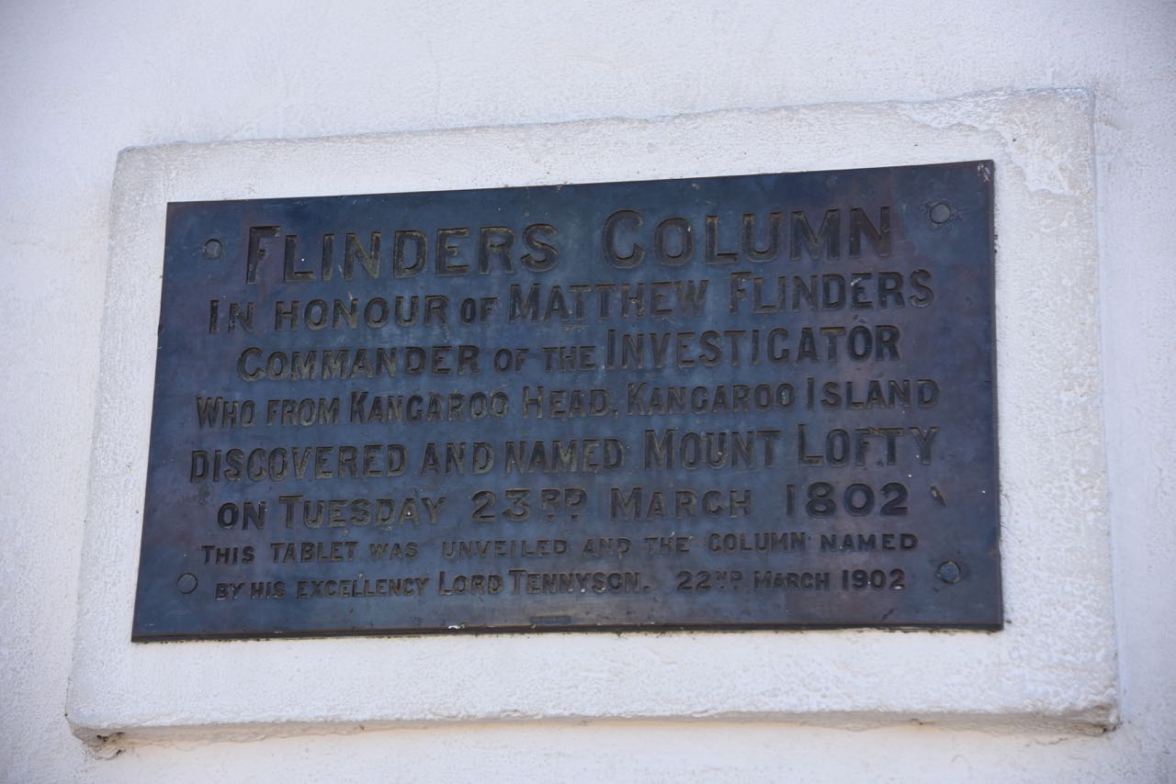 FLINDERS COLUMN
IN HONOUR OF MATTHEW FLINDERS
COMMANDER OF THE INVESTIGATOR
WHO FROM KANGAROO HEAD, KANGAROO ISLAND
DISCOVERED AND NAMED MOUNT LOFTY
ON TUESDAY 23RD MARCH 1802
THIS TABLET WAS UNVEILED AND THE COLUMN NAMED
BY HIS EXCELLENCY LORD TENNYSON. 22ND MARCH 1902